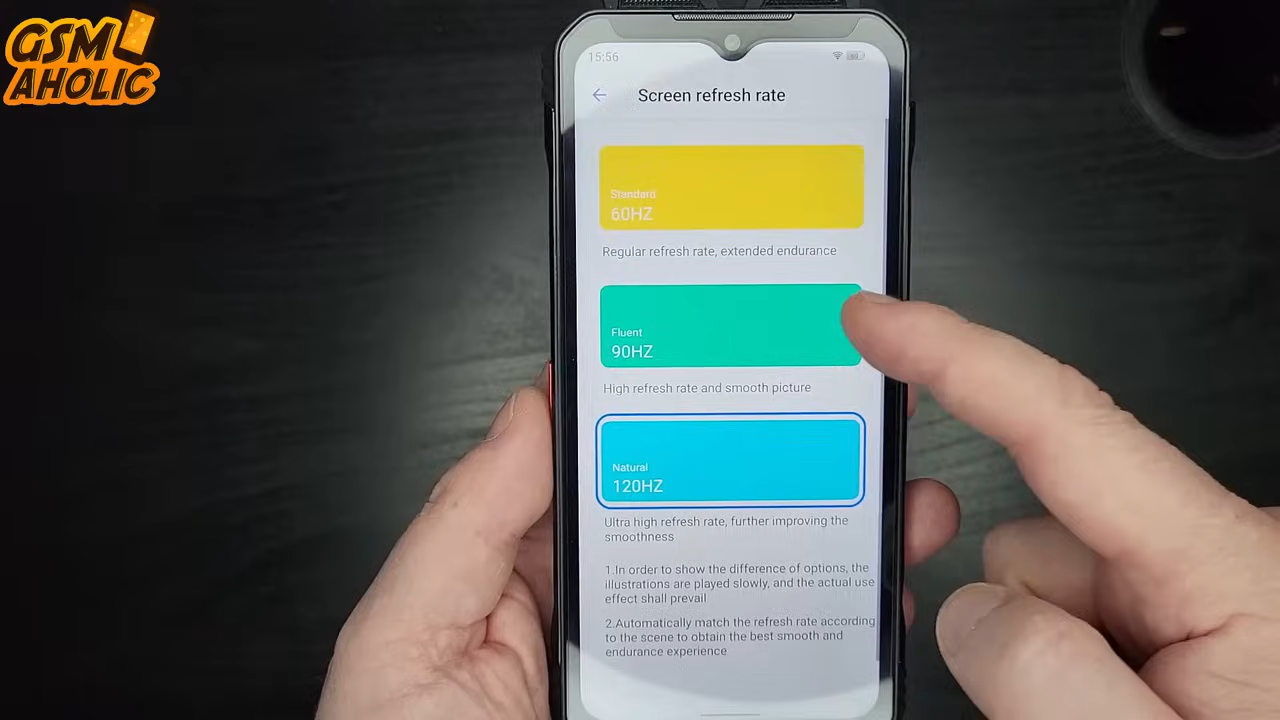 GSM
AHOLIC
15:56
Screen refresh rate
Standard
60HZ
Regular refresh rate, extended endurance
Fluent
90HZ
High refresh rate and smooth picture
Natural
120HZ
Ultra high refresh rate, further improving the
smoothness
1.In order to show the difference of options, the
illustrations are played slowly, and the actual use
effect shall prevail
2.Automatically match the refresh rate according
to the scene to obtain the best smooth and
endurance experience